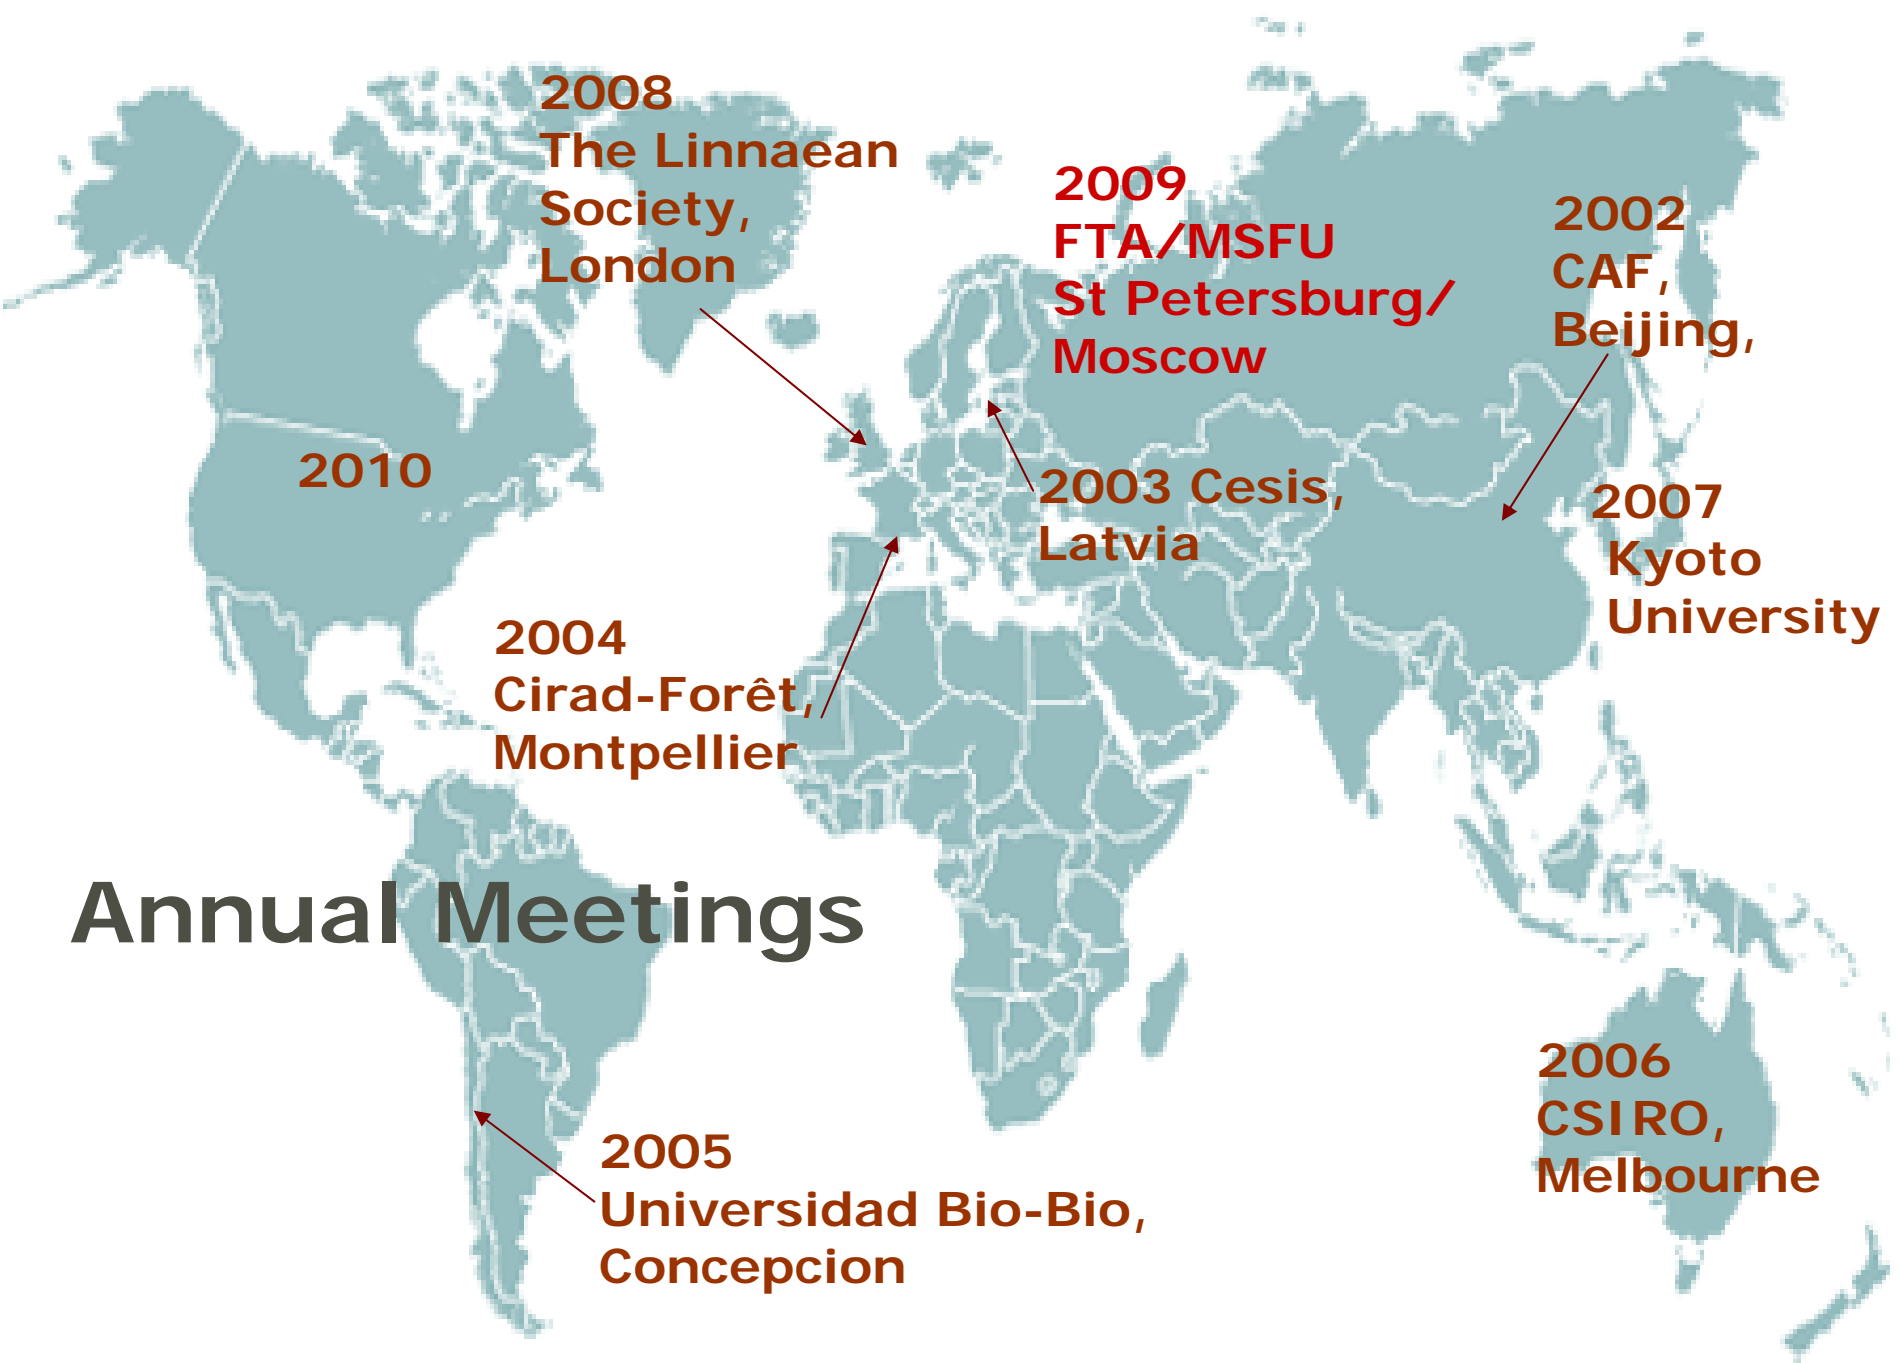 2008
The Linnaean
Society,
London
2009
FTA/MSFU
St Petersburg/
Moscow
2002
CAF,
Beijing,
2010
2003 Cesis,
Latvia
2007
Kyoto
University
2004
Cirad-Forêt,
Montpellier
Annual Meetings
2006
CSIRO,
Melbourne
2005
Universidad Bio-Bio,
Concepcion